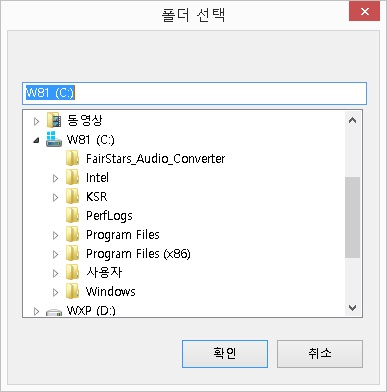 폴더 선택
W81 (C:)
동영상
W81 (C:)
FairStars_Audio_Converter
Intel
KSR
PerfLogs
Program Files
Program Files (x86)
사용자
Windows
WXP (D:)
확인
취소